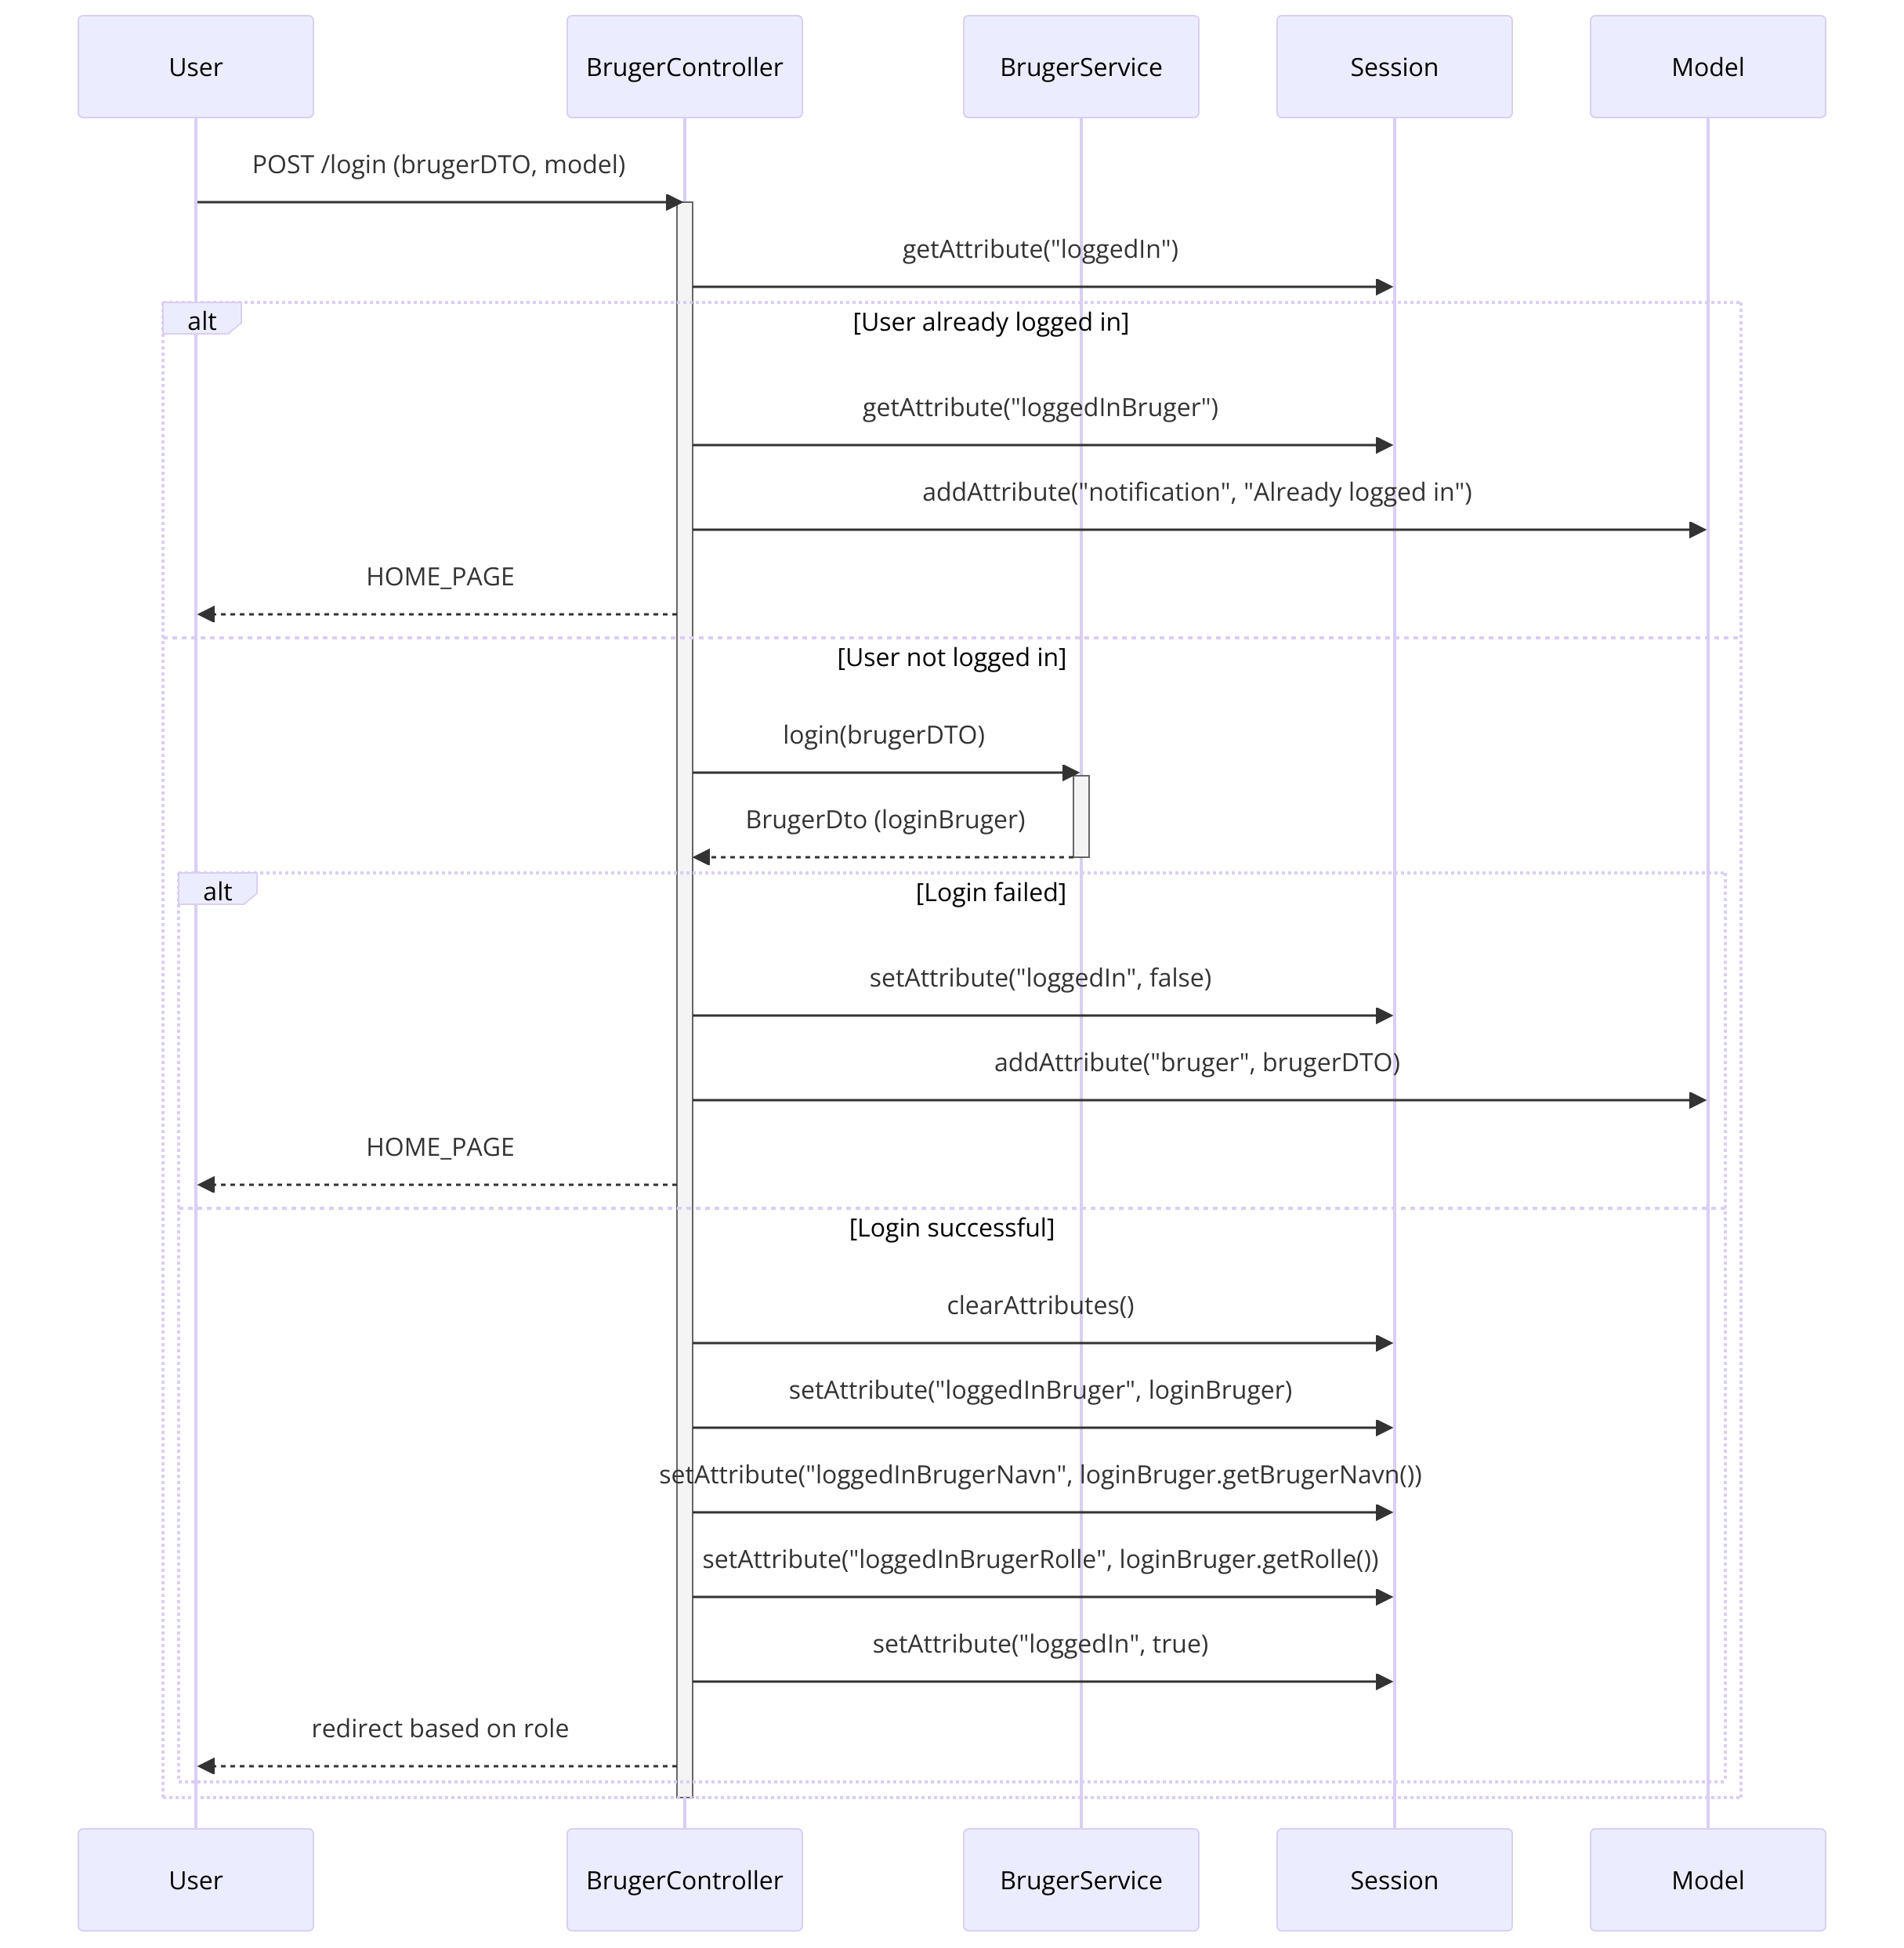 User
BrugerController
BrugerService
Session
Model
POST /login (brugerDTO, model)
getAttribute("loggedIn")
alt
[User already logged in]
getAttribute("loggedInBruger")
addAttribute("notification", "Already logged in")
HOME_PAGE
[User not logged in]
login(brugerDTO)
BrugerDto (loginBruger)
alt
[Login failed]
setAttribute("loggedIn", false)
addAttribute("bruger", brugerDTO)
HOME_PAGE
[Login successful]
clearAttributes()
setAttribute("loggedInBruger", loginBruger)
setAttribute("loggedInBrugerNavn", loginBruger.getBrugerNavn())
setAttribute("loggedInBrugerRolle", loginBruger.getRolle())
setAttribute("loggedIn", true)
redirect based on role
User
BrugerController
BrugerService
Session
Model